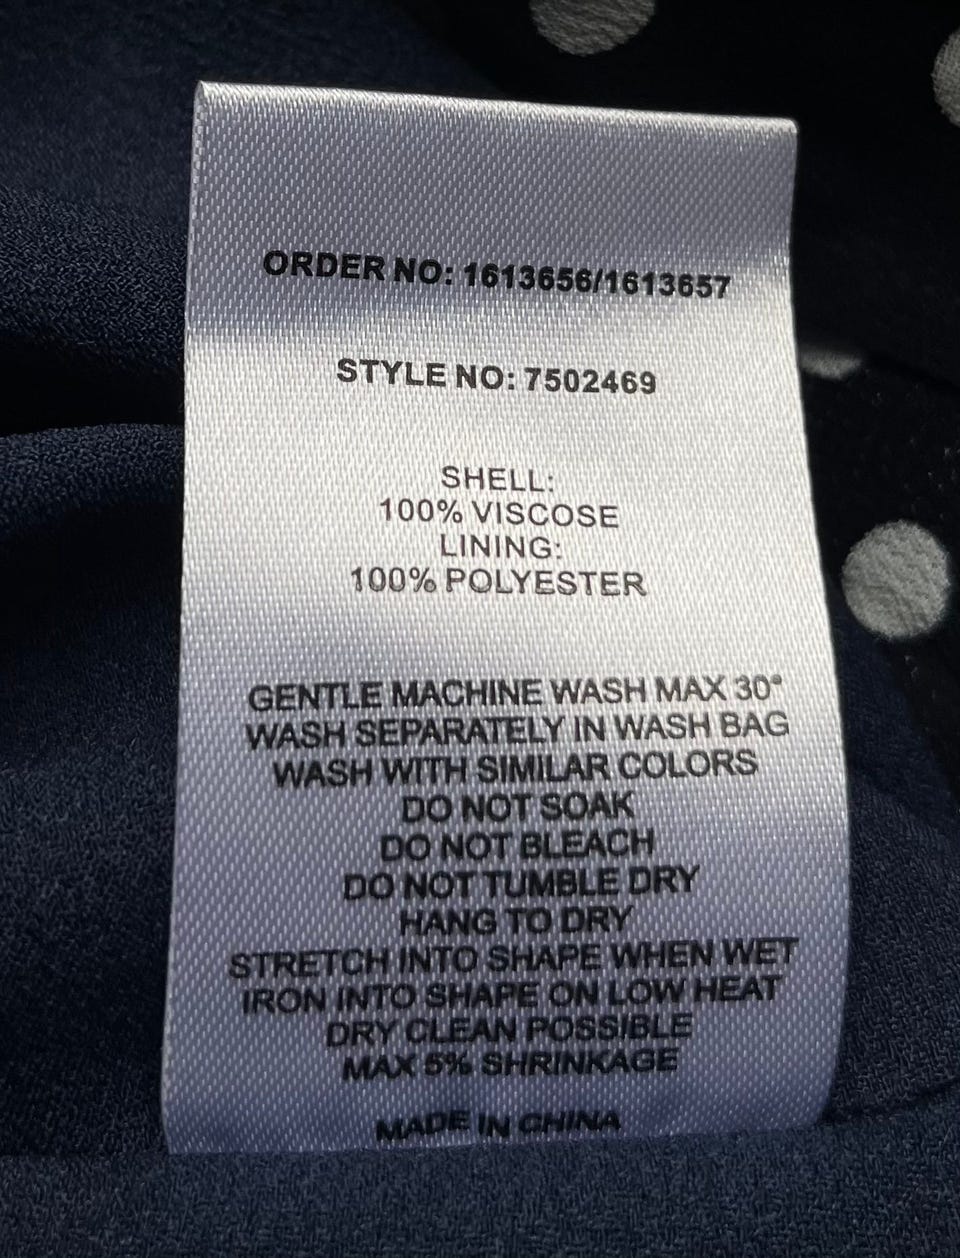 ORDER NO: 1613656/1613657
STYLE NO: 7502469
SHELL:
100% VISCOSE
LINING:
100% POLYESTER
GENTLE MACHINE WASH MAX 30°
WASH SEPARATELY IN WASH BAG
WASH WITH SIMILAR COLORS
DO NOT SOAK
DO NOT BLEACH
DO NOT TUMBLE DRY
HANG TO DRY
STRETCH INTO SHAPE WHEN WET
IRON INTO SHAPE ON LOW HEAT
DRY CLEAN POSSIBLE
MAX 5% SHRINKAGE
MADE IN CHINA